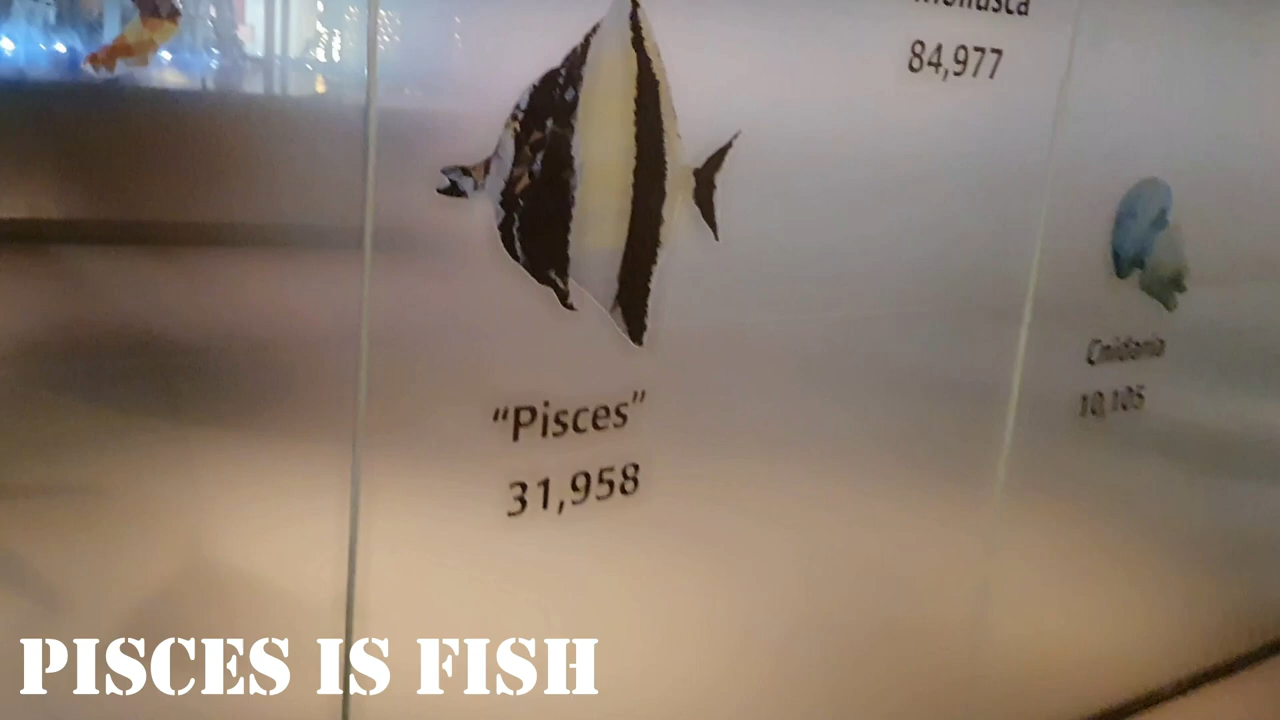 84,977
"Pisces"
31,958
Cnidaria
10,105
PISCES IS FISH